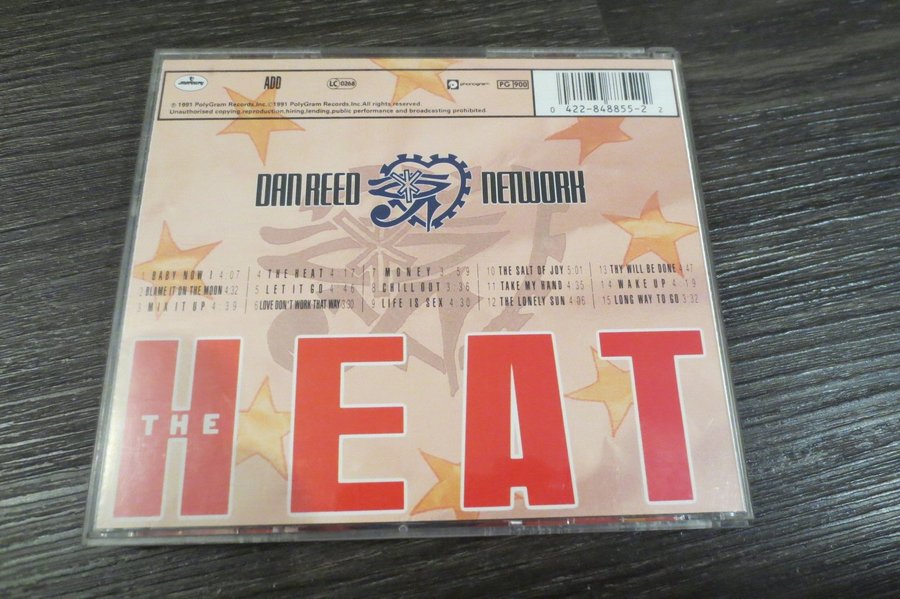 mercury
ADD
LC 0268
phonogram
PG 900
℗ 1991 PolyGram Records,Inc. ©1991 PolyGram Records,Inc.All rights reserved.
Unauthorised copying,reproduction,hiring,lending,public performance and broadcasting prohibited.
0 422-848855-2 2
DAN REED NETWORK
1 BABY NOW I 4:07
2 BLAME IT ON THE MOON 4:32
3 MIX IT UP 4:39
4 THE HEAT 4:17
5 LET IT GO 4:46
6 LOVE DON'T WORK THAT WAY 3:30
7 MONEY 3:59
8 CHILL OUT 3:36
9 LIFE IS SEX 4:30
10 THE SALT OF JOY 5:01
11 TAKE MY HAND 4:35
12 THE LONELY SUN 4:06
13 THY WILL BE DONE 4:47
14 WAKE UP 4:19
15 LONG WAY TO GO 3:32
THE
HEAT